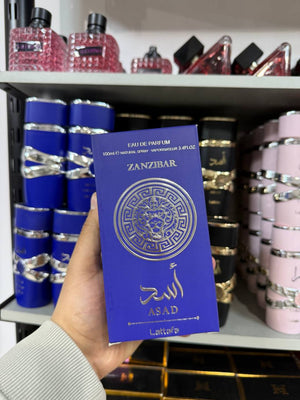 EAU DE PARFUM
100ml ℮ NATURAL SPRAY VAPORISATEUR 3.4FL.OZ
ZANZIBAR
أسد
ASAD
Lattafa